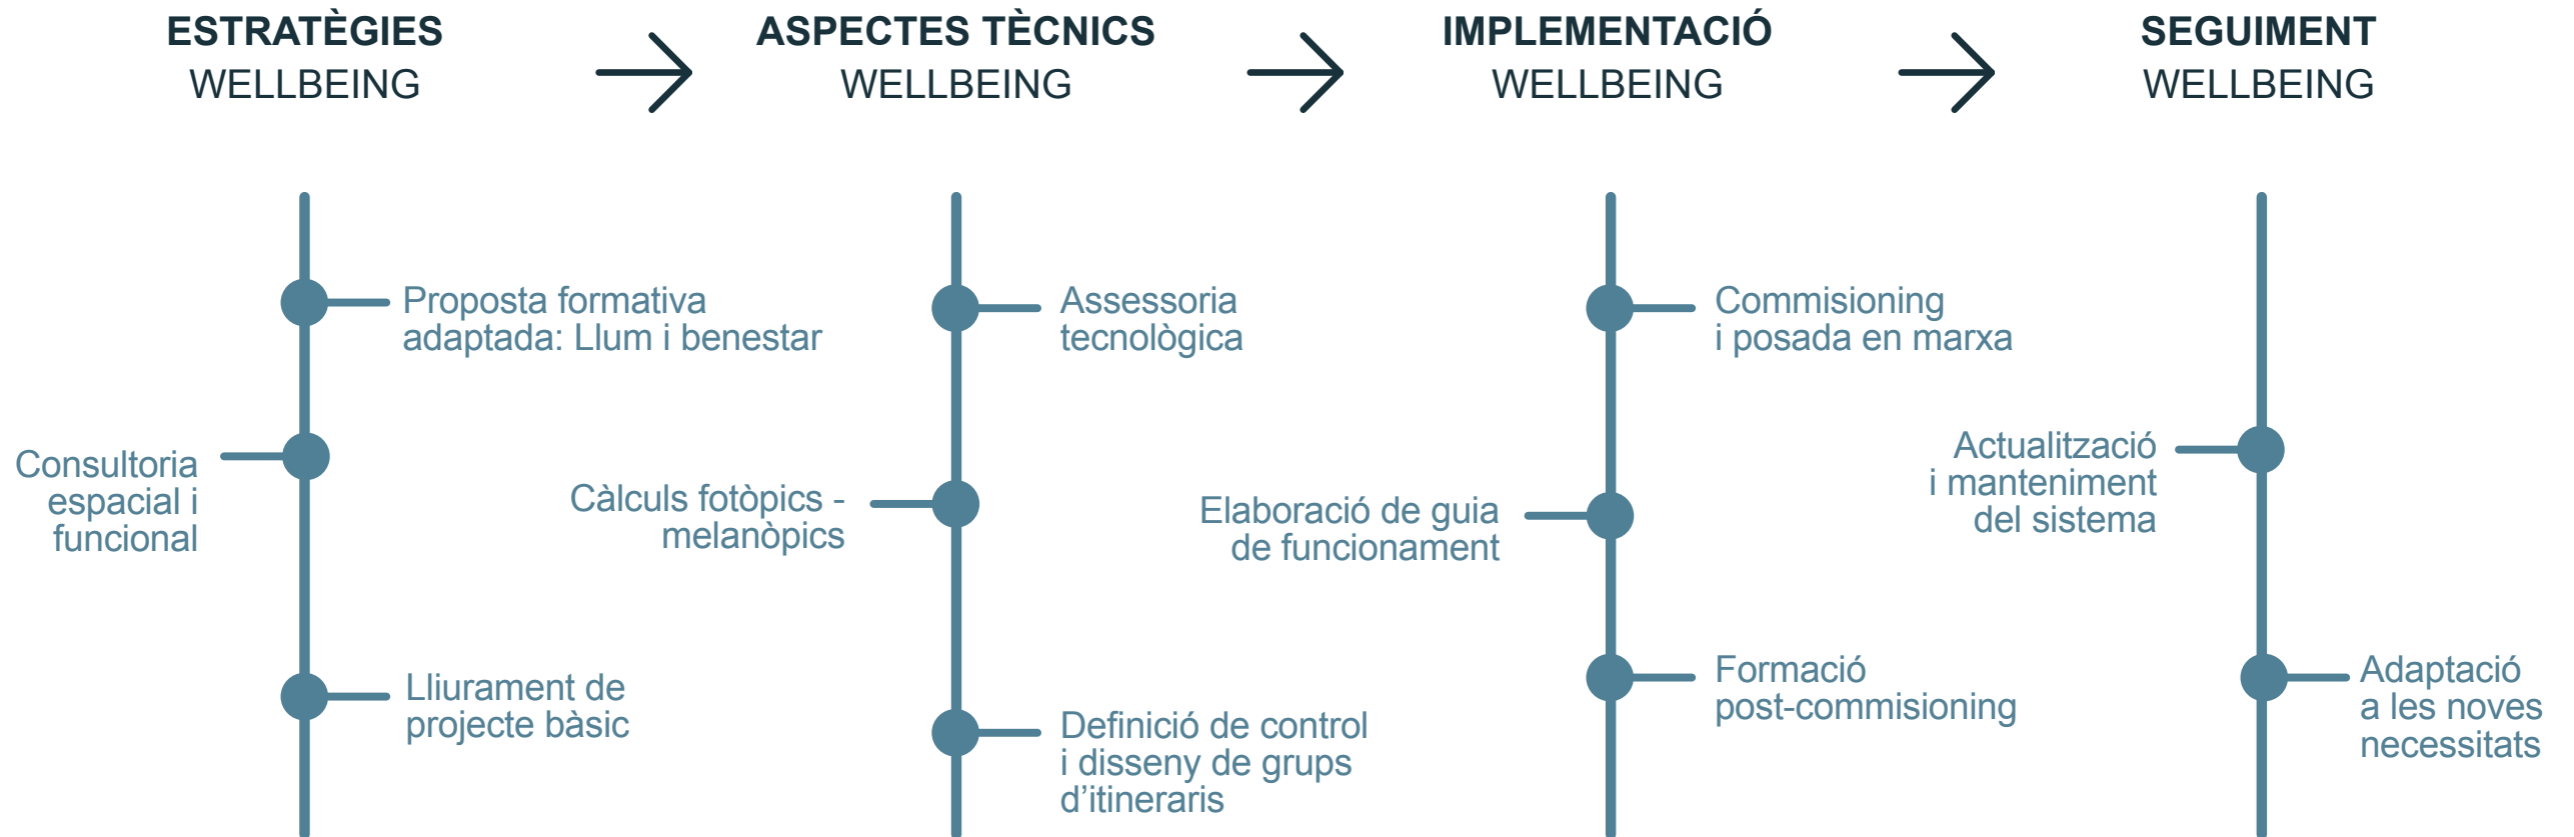 ESTRATÈGIES
WELLBEING
ASPECTES TÈCNICS
WELLBEING
IMPLEMENTACIÓ
WELLBEING
SEGUIMENT
WELLBEING
Proposta formativa
adaptada: Llum i benestar
Consultoria
espacial i
funcional
Lliurament de
projecte bàsic
Assessoria
tecnològica
Càlculs fotòpics -
melanòpics
Definició de control
i disseny de grups
d’itineraris
Commisioning
i posada en marxa
Elaboració de guia
de funcionament
Formació
post-commisioning
Actualització
i manteniment
del sistema
Adaptació
a les noves
necessitats